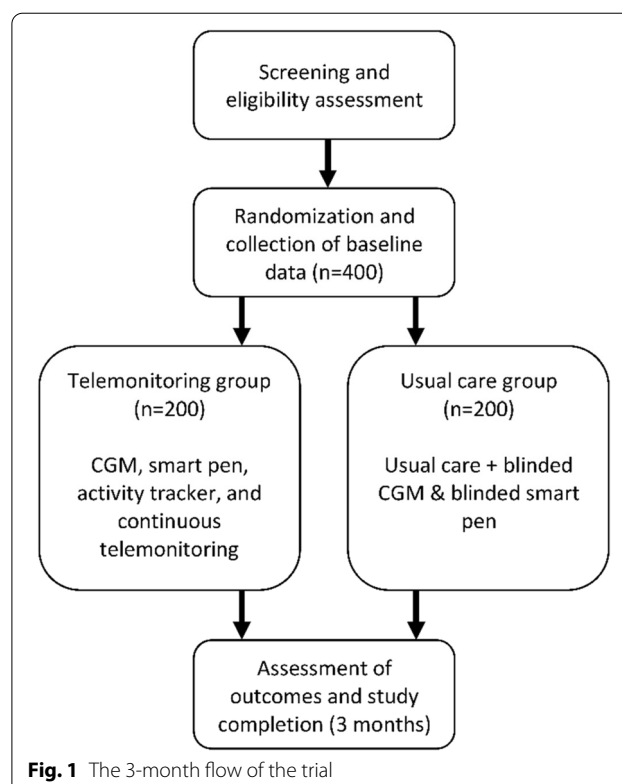 Screening and
eligibility assessment
Randomization and
collection of baseline
data (n=400)
Telemonitoring group
(n=200)
CGM, smart pen,
activity tracker, and
continuous
telemonitoring
Usual care group
(n=200)
Usual care + blinded
CGM & blinded smart
pen
Assessment of
outcomes and study
completion (3 months)
Fig. 1 The 3-month flow of the trial